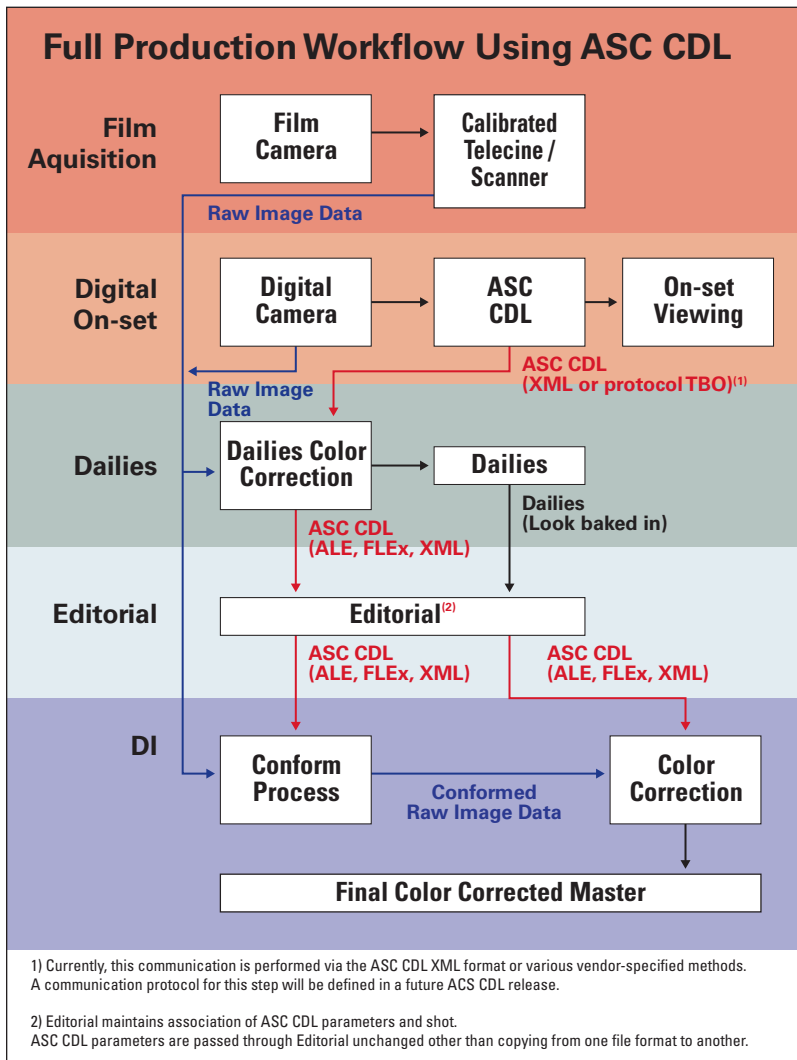 Full Production Workflow Using ASC CDL
Film
Aquisition
Film
Camera
Calibrated
Telecine /
Scanner
Raw Image Data
Digital
On-set
Digital
Camera
ASC
CDL
On-set
Viewing
Raw Image
Data
ASC CDL
(XML or protocol TBO)(1)
Dailies
Dailies Color
Correction
Dailies
Dailies
(Look baked in)
ASC CDL
(ALE, FLEx, XML)
Editorial
Editorial(2)
ASC CDL
(ALE, FLEx, XML)
ASC CDL
(ALE, FLEx, XML)
DI
Conform
Process
Conformed
Raw Image Data
Color
Correction
Final Color Corrected Master
1) Currently, this communication is performed via the ASC CDL XML format or various vendor-specified methods.
A communication protocol for this step will be defined in a future ACS CDL release.
2) Editorial maintains association of ASC CDL parameters and shot.
ASC CDL parameters are passed through Editorial unchanged other than copying from one file format to another.